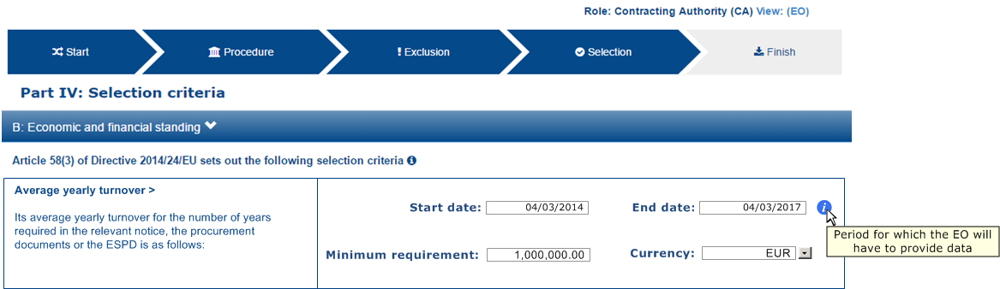 Role: Contracting Authority (CA) View: (EO)
Start
Procedure
Exclusion
Selection
Finish
Part IV: Selection criteria
B: Economic and financial standing
Article 58(3) of Directive 2014/24/EU sets out the following selection criteria
Average yearly turnover >
Its average yearly turnover for the number of years
required in the relevant notice, the procurement
documents or the ESPD is as follows:
Start date: 04/03/2014 End date: 04/03/2017
Period for which the EO will
have to provide data
Minimum requirement: 1,000,000.00 Currency: EUR